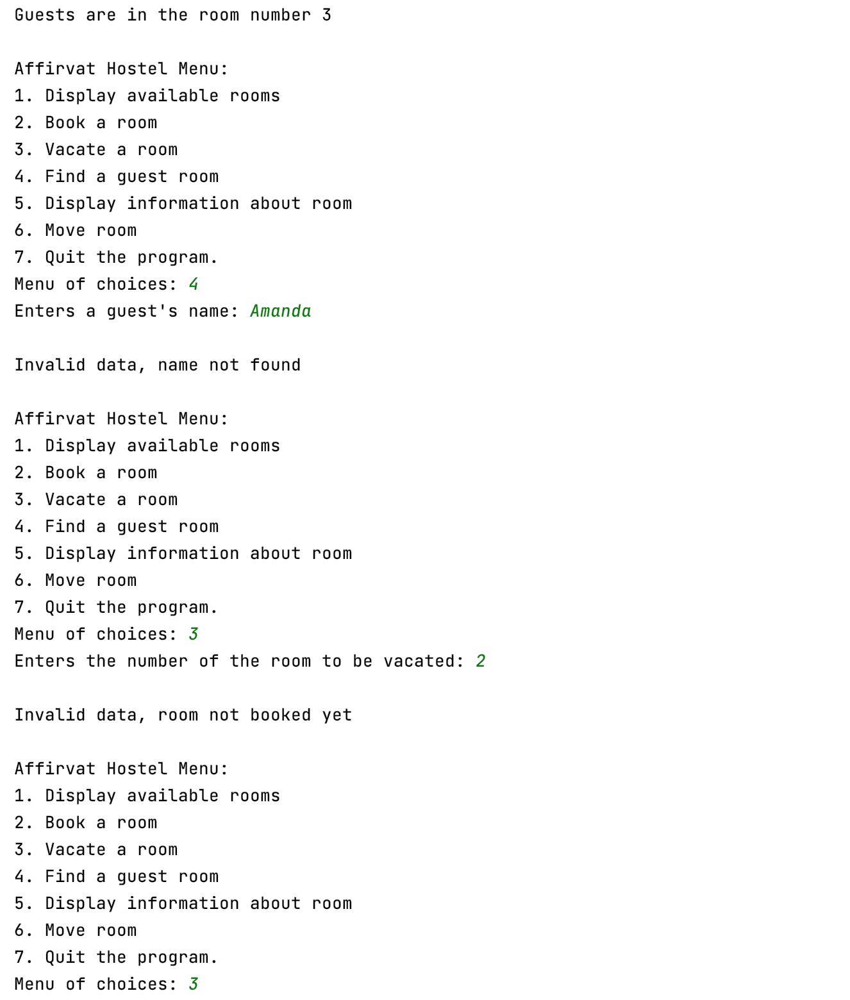 Guests are in the room number 3
Affirvat Hostel Menu:
1. Display available rooms
2. Book a room
3. Vacate a room
4. Find a guest room
5. Display information about room
6. Move room
7. Quit the program.
Menu of choices: 4
Enters a guest's name: Amanda
Invalid data, name not found
Affirvat Hostel Menu:
1. Display available rooms
2. Book a room
3. Vacate a room
4. Find a guest room
5. Display information about room
6. Move room
7. Quit the program.
Menu of choices: 3
Enters the number of the room to be vacated: 2
Invalid data, room not booked yet
Affirvat Hostel Menu:
1. Display available rooms
2. Book a room
3. Vacate a room
4. Find a guest room
5. Display information about room
6. Move room
7. Quit the program.
Menu of choices: 3